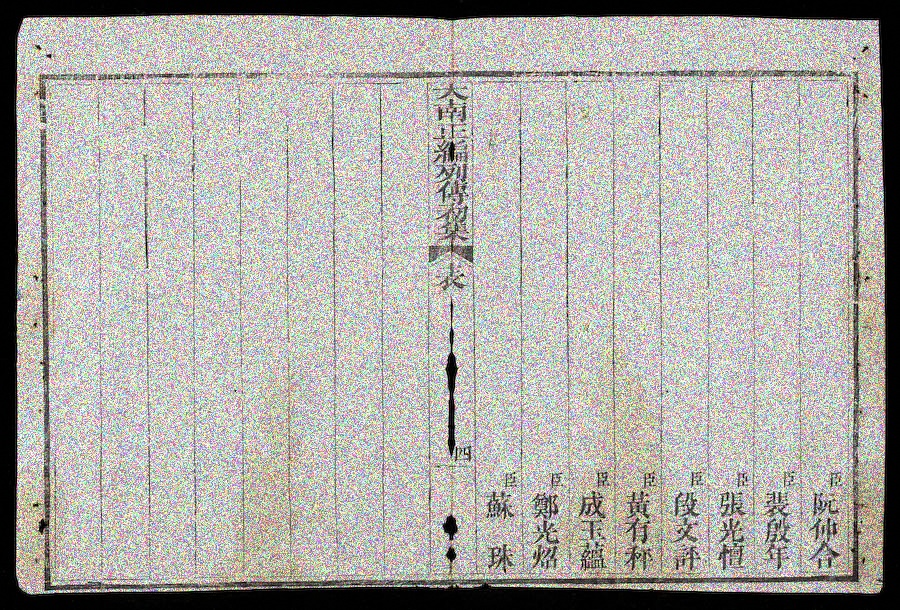 臣阮仲合
臣裴殷年
臣張光憻
臣段文評
臣黃有秤
臣成玉蘊
臣鄭光炤
臣蘇珠
大南正編列傳初集 表 四